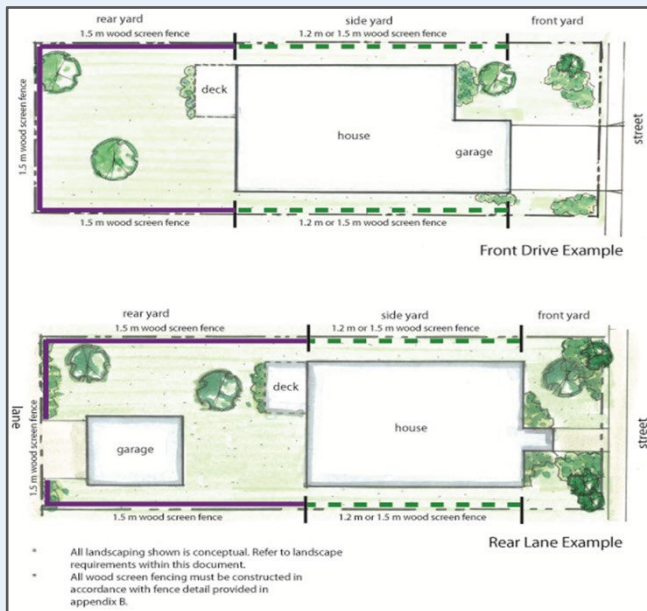 rear yard
side yard
front yard
1.5 m wood screen fence
1.2 m or 1.5 m wood screen fence
deck
house
garage
street
1.5 m wood screen fence
1.5 m wood screen fence
1.2 m or 1.5 m wood screen fence
Front Drive Example
rear yard
side yard
front yard
1.5 m wood screen fence
1.2 m or 1.5 m wood screen fence
deck
house
garage
lane
street
1.5 m wood screen fence
1.5 m wood screen fence
1.2 m or 1.5 m wood screen fence
Rear Lane Example
* All landscaping shown is conceptual. Refer to landscape
requirements within this document.
* All wood screen fencing must be constructed in
accordance with fence detail provided in
appendix B.